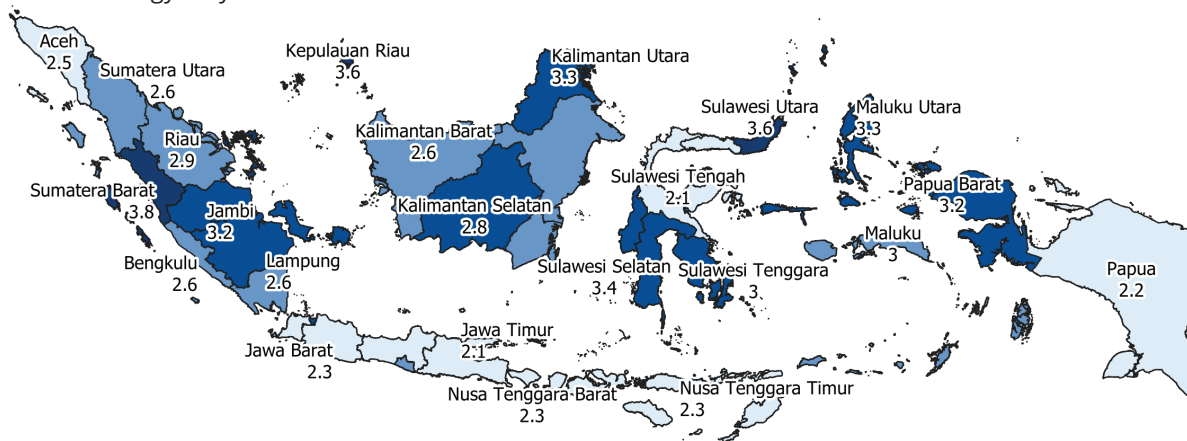 Aceh
2.5
Sumatera Utara
2.6
Kepulauan Riau
3.6
Kalimantan Utara
3.3
Riau
2.9
Kalimantan Barat
2.6
Sulawesi Utara
3.6
Maluku Utara
3.3
Sumatera Barat
3.8
Jambi
3.2
Kalimantan Selatan
2.8
Sulawesi Tengah
2.1
Papua Barat
3.2
Bengkulu
2.6
Lampung
2.6
Sulawesi Selatan
3.4
Sulawesi Tenggara
3
Maluku
3
Papua
2.2
Jawa Barat
2.3
Jawa Timur
2.1
Nusa Tenggara Barat
2.3
Nusa Tenggara Timur
2.3